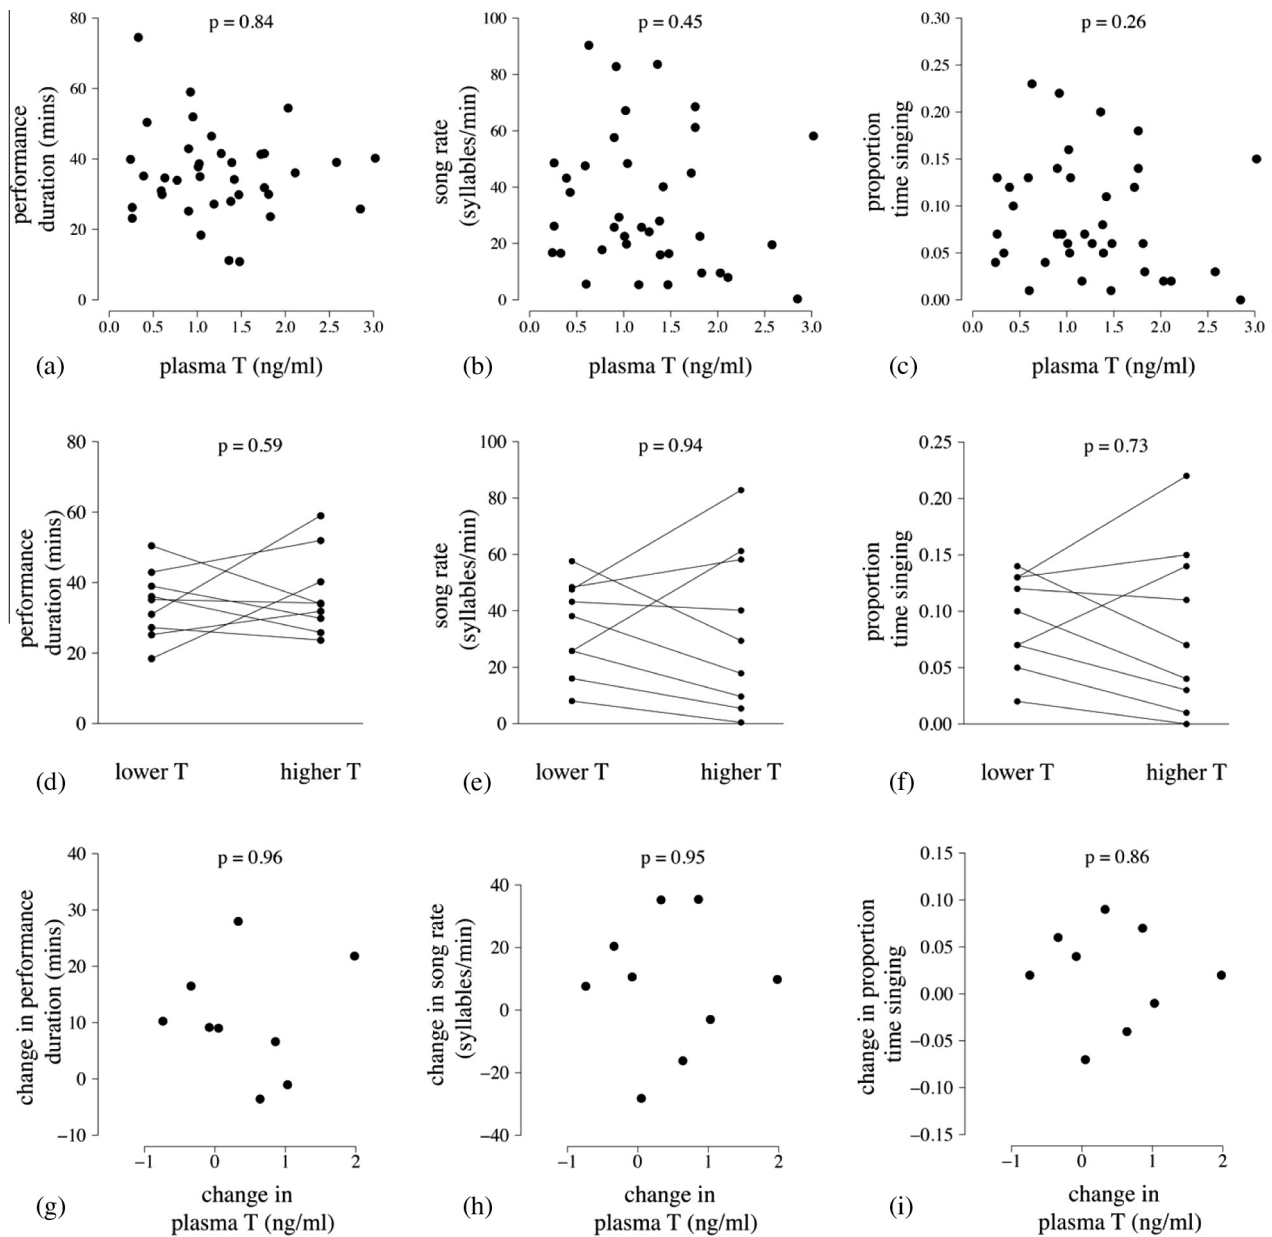 p = 0.84
performance
duration (mins)
80
60
40
20
0
0.0 0.5 1.0 1.5 2.0 2.5 3.0
(a)
plasma T (ng/ml)
p = 0.45
song rate
(syllables/min)
100
80
60
40
20
0
0.0 0.5 1.0 1.5 2.0 2.5 3.0
(b)
plasma T (ng/ml)
p = 0.26
proportion
time singing
0.30
0.25
0.20
0.15
0.10
0.05
0.00
0.0 0.5 1.0 1.5 2.0 2.5 3.0
(c)
plasma T (ng/ml)
p = 0.59
performance
duration (mins)
80
60
40
20
0
(d)
lower T higher T
p = 0.94
song rate
(syllables/min)
100
80
60
40
20
0
(e)
lower T higher T
p = 0.73
proportion
time singing
0.25
0.20
0.15
0.10
0.05
0.00
(f)
lower T higher T
p = 0.96
change in performance
duration (mins)
40
30
20
10
0
−10
−1 0 1 2
(g)
change in
plasma T (ng/ml)
p = 0.95
change in song rate
(syllables/min)
40
20
0
−20
−40
−1 0 1 2
(h)
change in
plasma T (ng/ml)
p = 0.86
change in proportion
time singing
0.15
0.10
0.05
0.00
−0.05
−0.10
−0.15
−1 0 1 2
(i)
change in
plasma T (ng/ml)